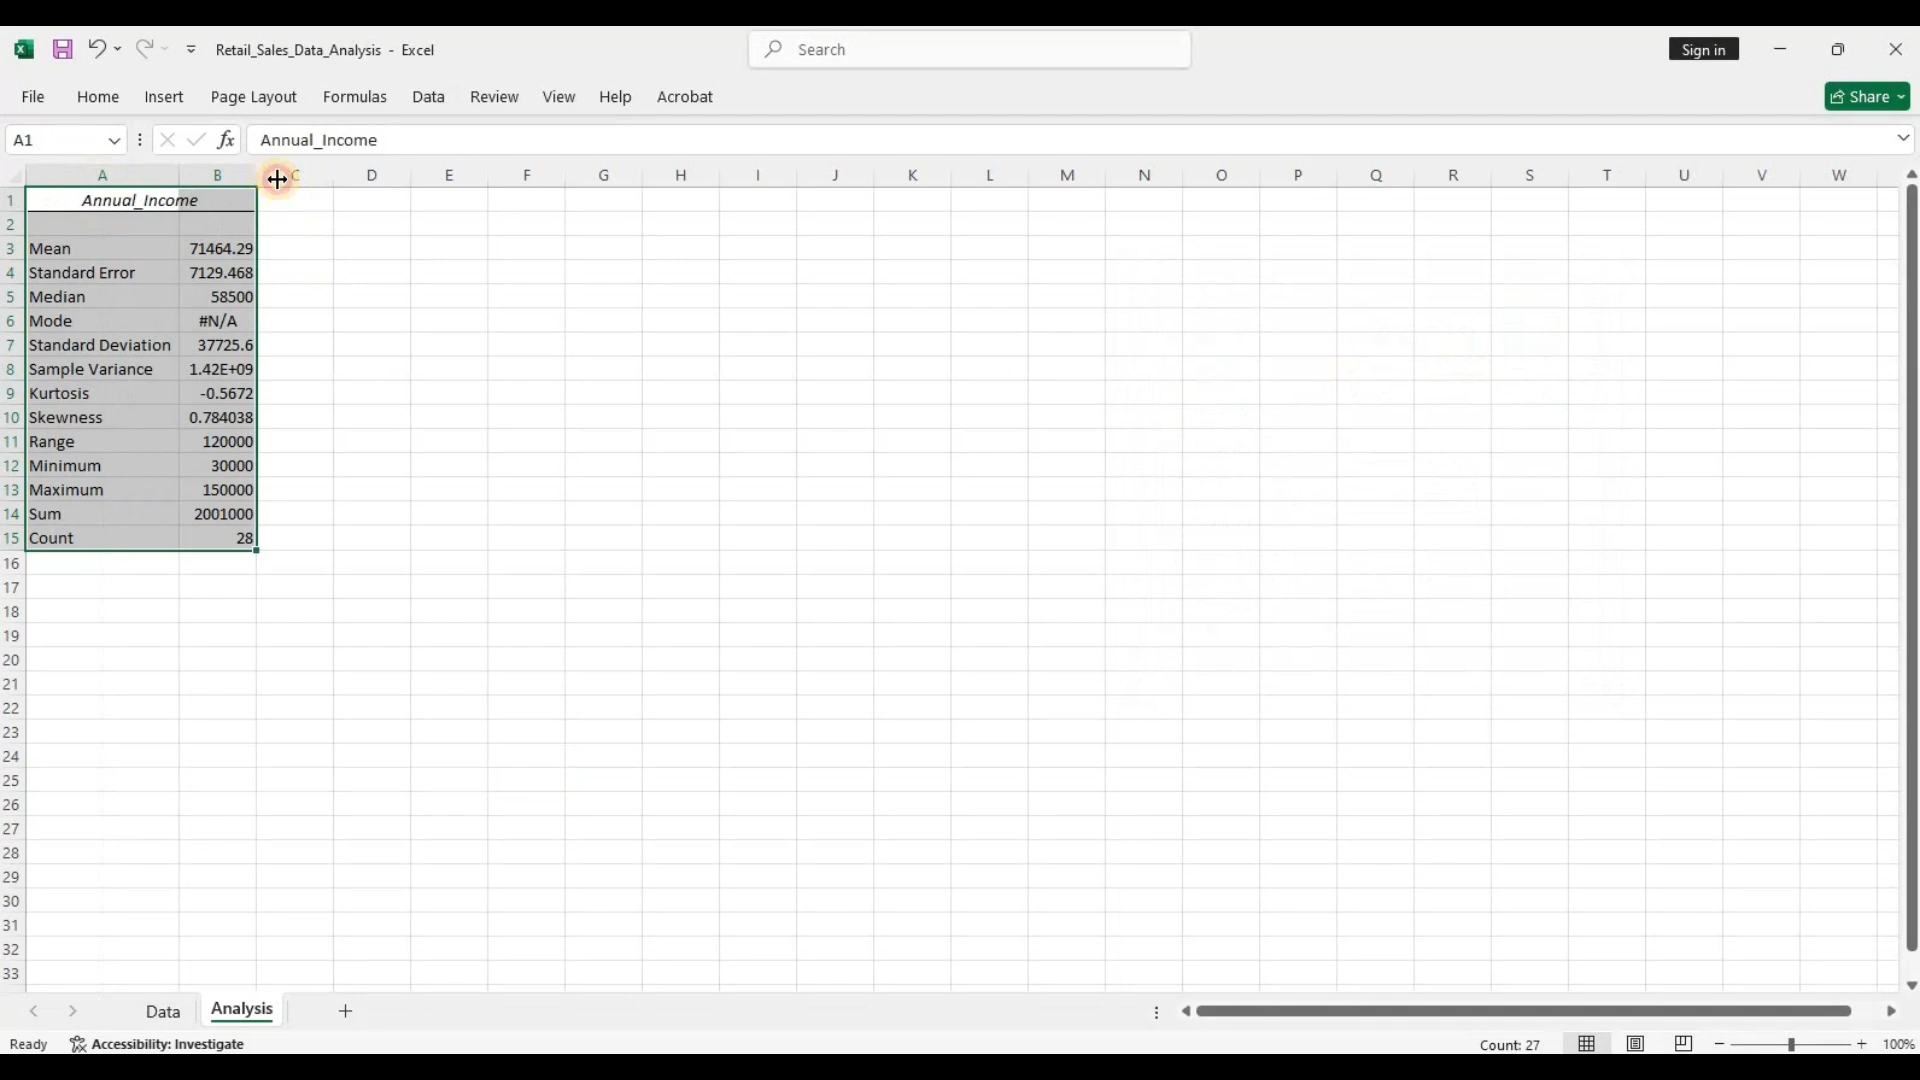 Retail_Sales_Data_Analysis - Excel
Search
Sign in
File Home Insert Page Layout Formulas Data Review View Help Acrobat
Share
A1
fx
Annual_Income
A B C D E F G H I J K L M N O P Q R S T U V W
1 Annual_Income
2
3 Mean 71464.29
4 Standard Error 7129.468
5 Median 58500
6 Mode #N/A
7 Standard Deviation 37725.6
8 Sample Variance 1.42E+09
9 Kurtosis -0.5672
10 Skewness 0.784038
11 Range 120000
12 Minimum 30000
13 Maximum 150000
14 Sum 2001000
15 Count 28
16
17
18
19
20
21
22
23
24
25
26
27
28
29
30
31
32
33
Data Analysis
Ready Accessibility: Investigate Count: 27 100%